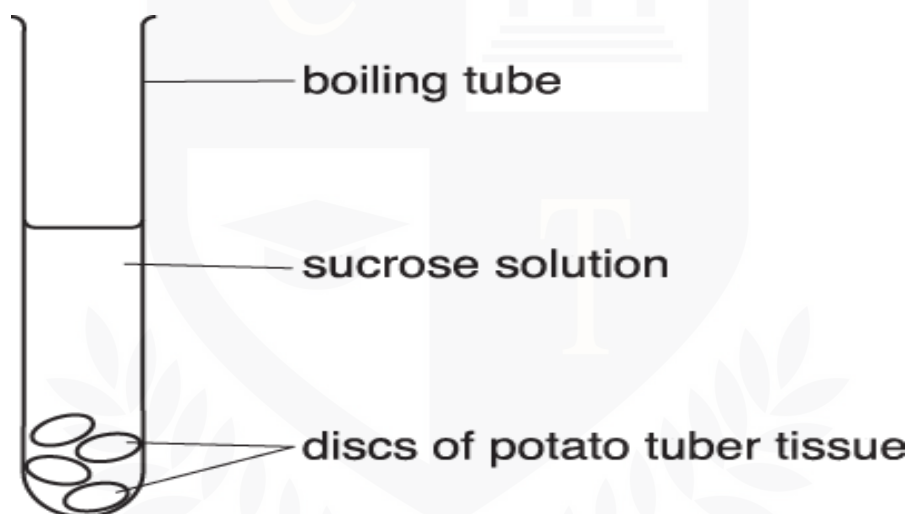 boiling tube
sucrose solution
discs of potato tuber tissue